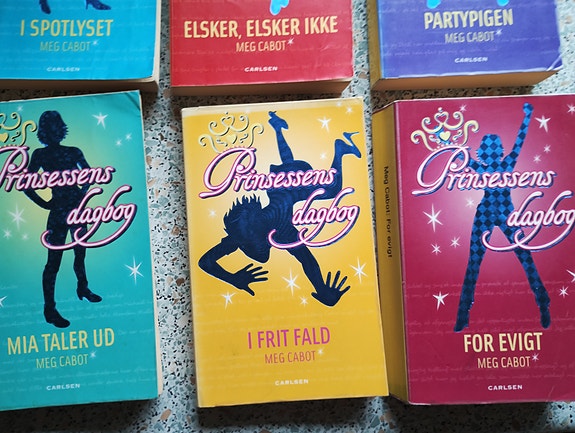 I SPOTLYSET
MEG CABOT
CARLSEN
ELSKER, ELSKER IKKE
MEG CABOT
CARLSEN
PARTYPIGEN
MEG CABOT
CARLSEN
Prinsessens
dagbog
MIA TALER UD
MEG CABOT
CARLSEN
Prinsessens
dagbog
I FRIT FALD
MEG CABOT
CARLSEN
Meg Cabot: For evigt
Prinsessens
dagbog
FOR EVIGT
MEG CABOT
CARLSEN